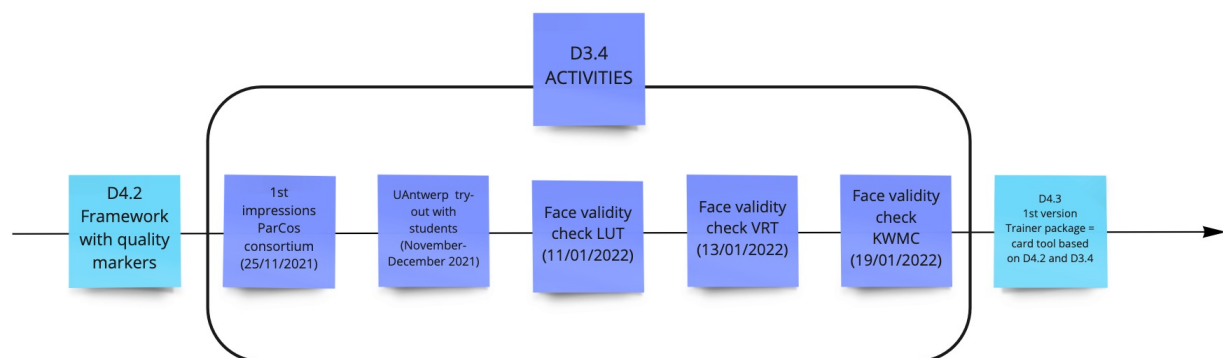 D3.4
ACTIVITIES
D4.2
Framework
with quality
markers
1st
impressions
ParCos
consortium
(25/11/2021)
UAntwerp try-
out with
students
(November-
December 2021)
Face validity
check LUT
(11/01/2022)
Face validity
check VRT
(13/01/2022)
Face validity
check
KWMC
(19/01/2022)
D4.3
1st version
Trainer package =
card tool based
on D4.2 and D3.4